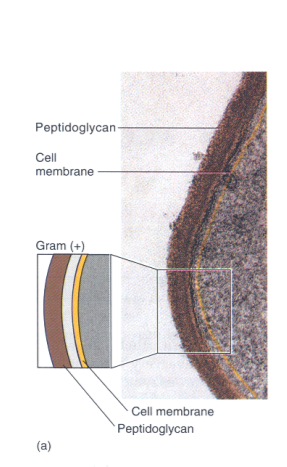 Peptidoglycan
Cell
membrane
Gram (+)
Cell membrane
Peptidoglycan
(a)